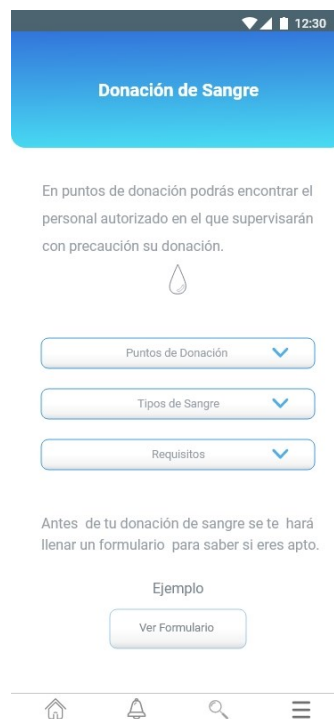 12:30
Donación de Sangre
En puntos de donación podrás encontrar el
personal autorizado en el que supervisarán
con precaución su donación.
Puntos de Donación
Tipos de Sangre
Requisitos
Antes de tu donación de sangre se te hará
llenar un formulario para saber si eres apto.
Ejemplo
Ver Formulario